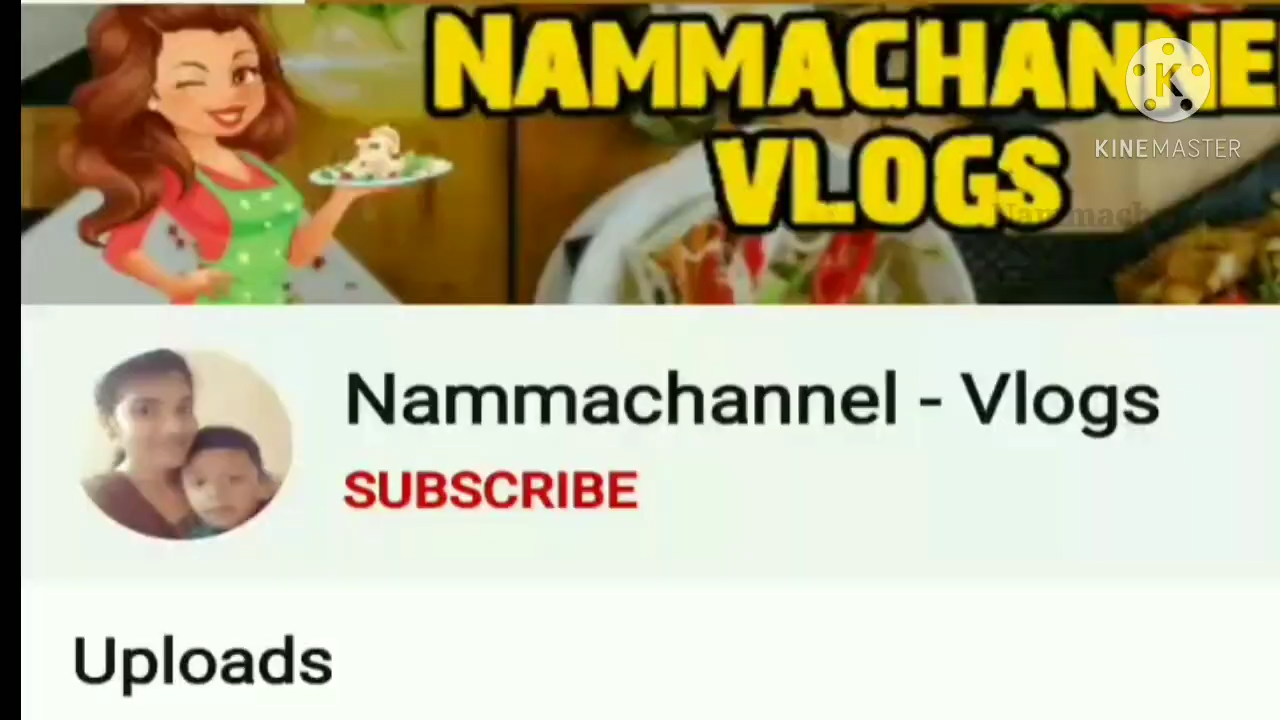 NAMMACHANNE
VLOGS
K
KINEMASTER
Nammachannel - Vlogs
SUBSCRIBE
Uploads